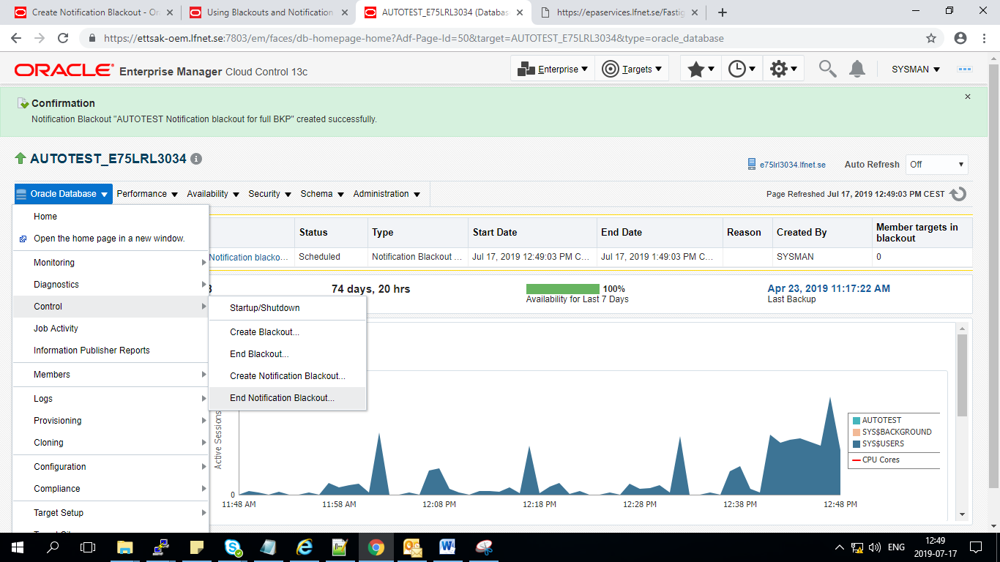 Create Notification Blackout - Or
Using Blackouts and Notification
AUTOTEST_E75LRL3034 (Databas
https://epaservices.lfnet.se/Fastig
https://ettsak-oem.lfnet.se:7803/em/faces/db-homepage-home?Adf-Page-Id=50&target=AUTOTEST_E75LRL3034&type=oracle_database
ORACLE Enterprise Manager Cloud Control 13c
Enterprise
Targets
SYSMAN
Confirmation
Notification Blackout "AUTOTEST Notification blackout for full BKP" created successfully.
AUTOTEST_E75LRL3034
e75lrl3034.lfnet.se
Auto Refresh
Off
Oracle Database
Performance
Availability
Security
Schema
Administration
Page Refreshed Jul 17, 2019 12:49:03 PM CEST
Home
Open the home page in a new window.
Monitoring
Diagnostics
Control
Job Activity
Information Publisher Reports
Members
Logs
Provisioning
Cloning
Configuration
Compliance
Target Setup
Startup/Shutdown
Create Blackout...
End Blackout...
Create Notification Blackout...
End Notification Blackout...
Status
Type
Start Date
End Date
Reason
Created By
Member targets in
blackout
Notification blacko...
Scheduled
Notification Blackout ...
Jul 17, 2019 12:49:03 PM C...
Jul 17, 2019 1:49:03 PM C...
SYSMAN
0
74 days, 20 hrs
100%
Availability for Last 7 Days
Apr 23, 2019 11:17:22 AM
Last Backup
Active Sessions
0
11:48 AM
11:58 AM
12:08 PM
12:18 PM
12:28 PM
12:38 PM
12:48 PM
AUTOTEST
SYS$BACKGROUND
SYS$USERS
CPU Cores
ENG
12:49
2019-07-17